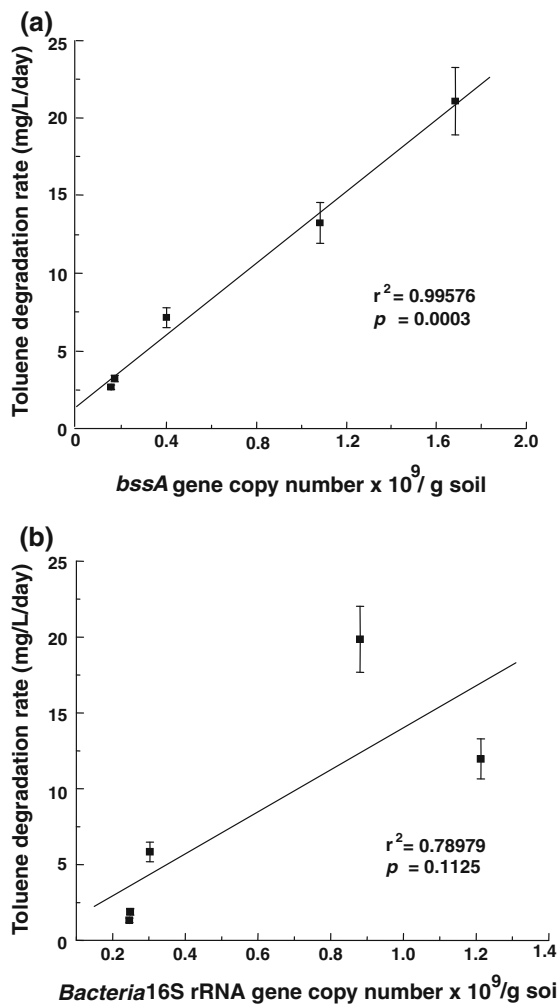 (a)
Toluene degradation rate (mg/L/day)
25
20
15
10
5
0
r² = 0.99576
p = 0.0003
0 0.4 0.8 1.2 1.6 2.0
bssA gene copy number x 10⁹/ g soil
(b)
Toluene degradation rate (mg/L/day)
25
20
15
10
5
0
r² = 0.78979
p = 0.1125
0.2 0.4 0.6 0.8 1.0 1.2 1.4
Bacteria 16S rRNA gene copy number x 10⁹/g soi